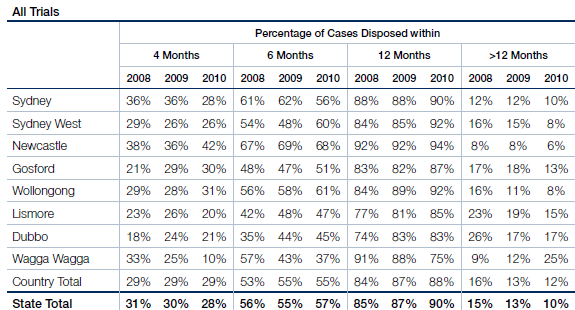 All Trials
Percentage of Cases Disposed within
4 Months 6 Months 12 Months >12 Months
2008 2009 2010 2008 2009 2010 2008 2009 2010 2008 2009 2010
Sydney 36% 36% 28% 61% 62% 56% 88% 88% 90% 12% 12% 10%
Sydney West 29% 26% 26% 54% 48% 60% 84% 85% 92% 16% 15% 8%
Newcastle 38% 36% 42% 67% 69% 68% 92% 92% 94% 8% 8% 6%
Gosford 21% 29% 30% 48% 47% 51% 83% 82% 87% 17% 18% 13%
Wollongong 29% 28% 31% 56% 58% 61% 84% 89% 92% 16% 11% 8%
Lismore 23% 26% 20% 42% 48% 47% 77% 81% 85% 23% 19% 15%
Dubbo 18% 24% 21% 35% 44% 45% 74% 83% 83% 26% 17% 17%
Wagga Wagga 33% 25% 10% 57% 43% 37% 91% 88% 75% 9% 12% 25%
Country Total 29% 29% 29% 53% 55% 55% 84% 87% 88% 16% 13% 12%
State Total 31% 30% 28% 56% 55% 57% 85% 87% 90% 15% 13% 10%